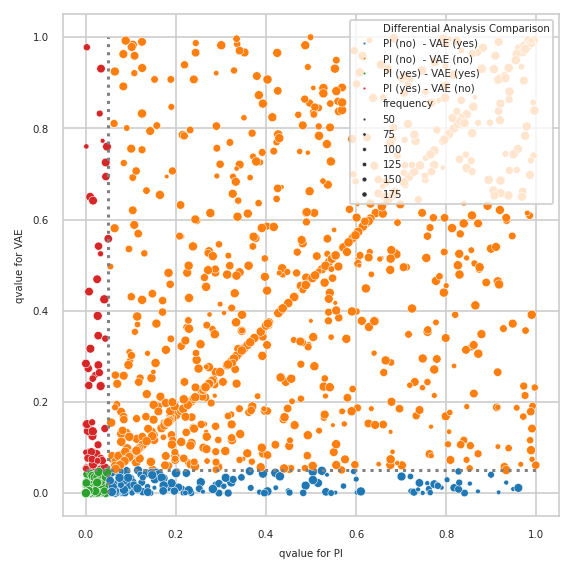 Differential Analysis Comparison
PI (no) - VAE (yes)
PI (no) - VAE (no)
PI (yes) - VAE (yes)
PI (yes) - VAE (no)
frequency
50
75
100
125
150
175
1.0
0.8
0.6
0.4
0.2
0.0
qvalue for VAE
0.0 0.2 0.4 0.6 0.8 1.0
qvalue for PI